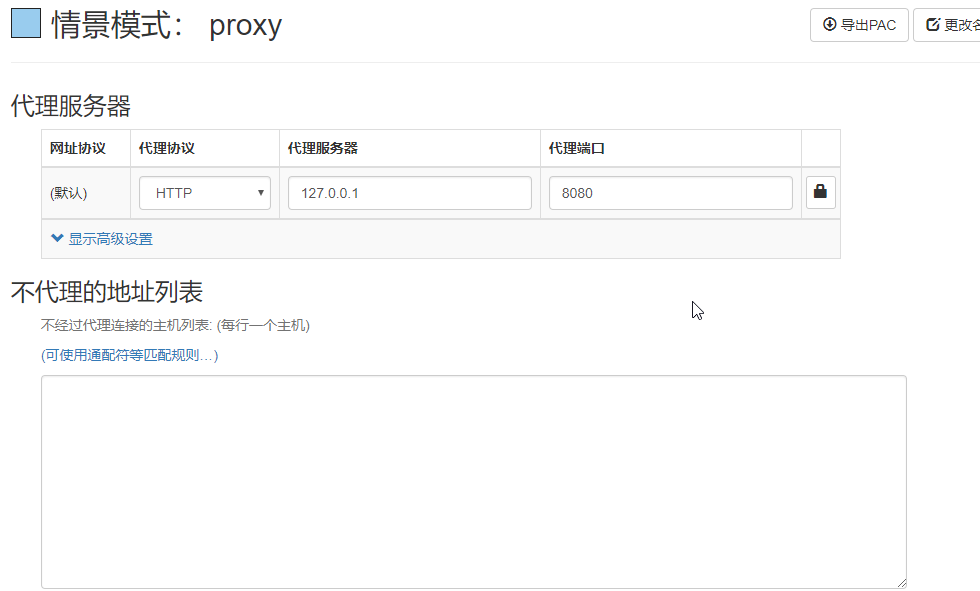 情景模式： proxy
导出PAC
更改名
代理服务器
网址协议 代理协议 代理服务器 代理端口
(默认) HTTP 127.0.0.1 8080
显示高级设置
不代理的地址列表
不经过代理连接的主机列表: (每行一个主机)
(可使用通配符等匹配规则…)